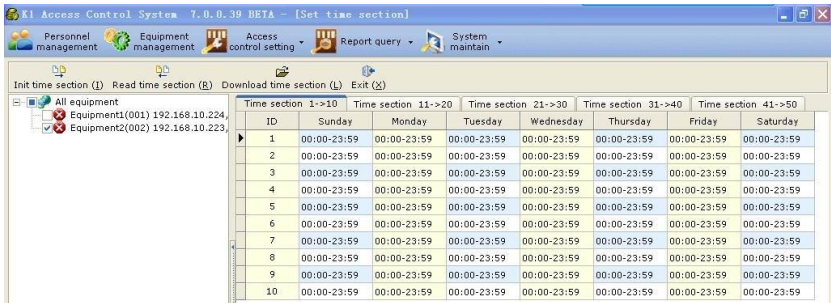 K1 Access Control System 7.0.0.39 BETA - [Set time section]
Personnel management Equipment management Access control setting Report query System maintain
Init time section (I) Read time section (R) Download time section (L) Exit (X)
All equipment
Equipment1(001) 192.168.10.224,
Equipment2(002) 192.168.10.223,
Time section 1->10 Time section 11->20 Time section 21->30 Time section 31->40 Time section 41->50
ID Sunday Monday Tuesday Wednesday Thursday Friday Saturday
1 00:00-23:59 00:00-23:59 00:00-23:59 00:00-23:59 00:00-23:59 00:00-23:59 00:00-23:59
2 00:00-23:59 00:00-23:59 00:00-23:59 00:00-23:59 00:00-23:59 00:00-23:59 00:00-23:59
3 00:00-23:59 00:00-23:59 00:00-23:59 00:00-23:59 00:00-23:59 00:00-23:59 00:00-23:59
4 00:00-23:59 00:00-23:59 00:00-23:59 00:00-23:59 00:00-23:59 00:00-23:59 00:00-23:59
5 00:00-23:59 00:00-23:59 00:00-23:59 00:00-23:59 00:00-23:59 00:00-23:59 00:00-23:59
6 00:00-23:59 00:00-23:59 00:00-23:59 00:00-23:59 00:00-23:59 00:00-23:59 00:00-23:59
7 00:00-23:59 00:00-23:59 00:00-23:59 00:00-23:59 00:00-23:59 00:00-23:59 00:00-23:59
8 00:00-23:59 00:00-23:59 00:00-23:59 00:00-23:59 00:00-23:59 00:00-23:59 00:00-23:59
9 00:00-23:59 00:00-23:59 00:00-23:59 00:00-23:59 00:00-23:59 00:00-23:59 00:00-23:59
10 00:00-23:59 00:00-23:59 00:00-23:59 00:00-23:59 00:00-23:59 00:00-23:59 00:00-23:59